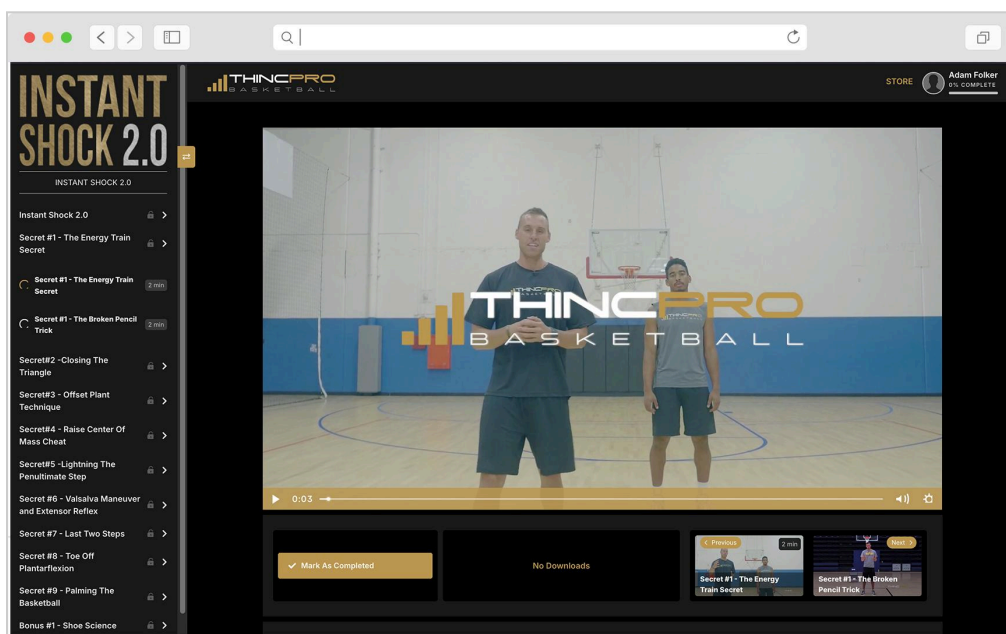 INSTANT
SHOCK 2.0
INSTANT SHOCK 2.0
Instant Shock 2.0
Secret #1 - The Energy Train
Secret
Secret #1 - The Energy Train
Secret
2 min
Secret #1 - The Broken Pencil
Trick
2 min
Secret#2 -Closing The
Triangle
Secret#3 - Offset Plant
Technique
Secret#4 - Raise Center Of
Mass Cheat
Secret#5 -Lightning The
Penultimate Step
Secret #6 - Valsalva Maneuver
and Extensor Reflex
Secret #7 - Last Two Steps
Secret #8 - Toe Off
Plantarflexion
Secret #9 - Palming The
Basketball
Bonus #1 - Shoe Science
THINCPRO
BASKETBALL
STORE
Adam Folker
0% COMPLETE
THINCPRO
BASKETBALL
0:03
Mark As Completed
No Downloads
Previous
2 min
Secret #1 - The Energy
Train Secret
Next
Secret #1 - The Broken
Pencil Trick